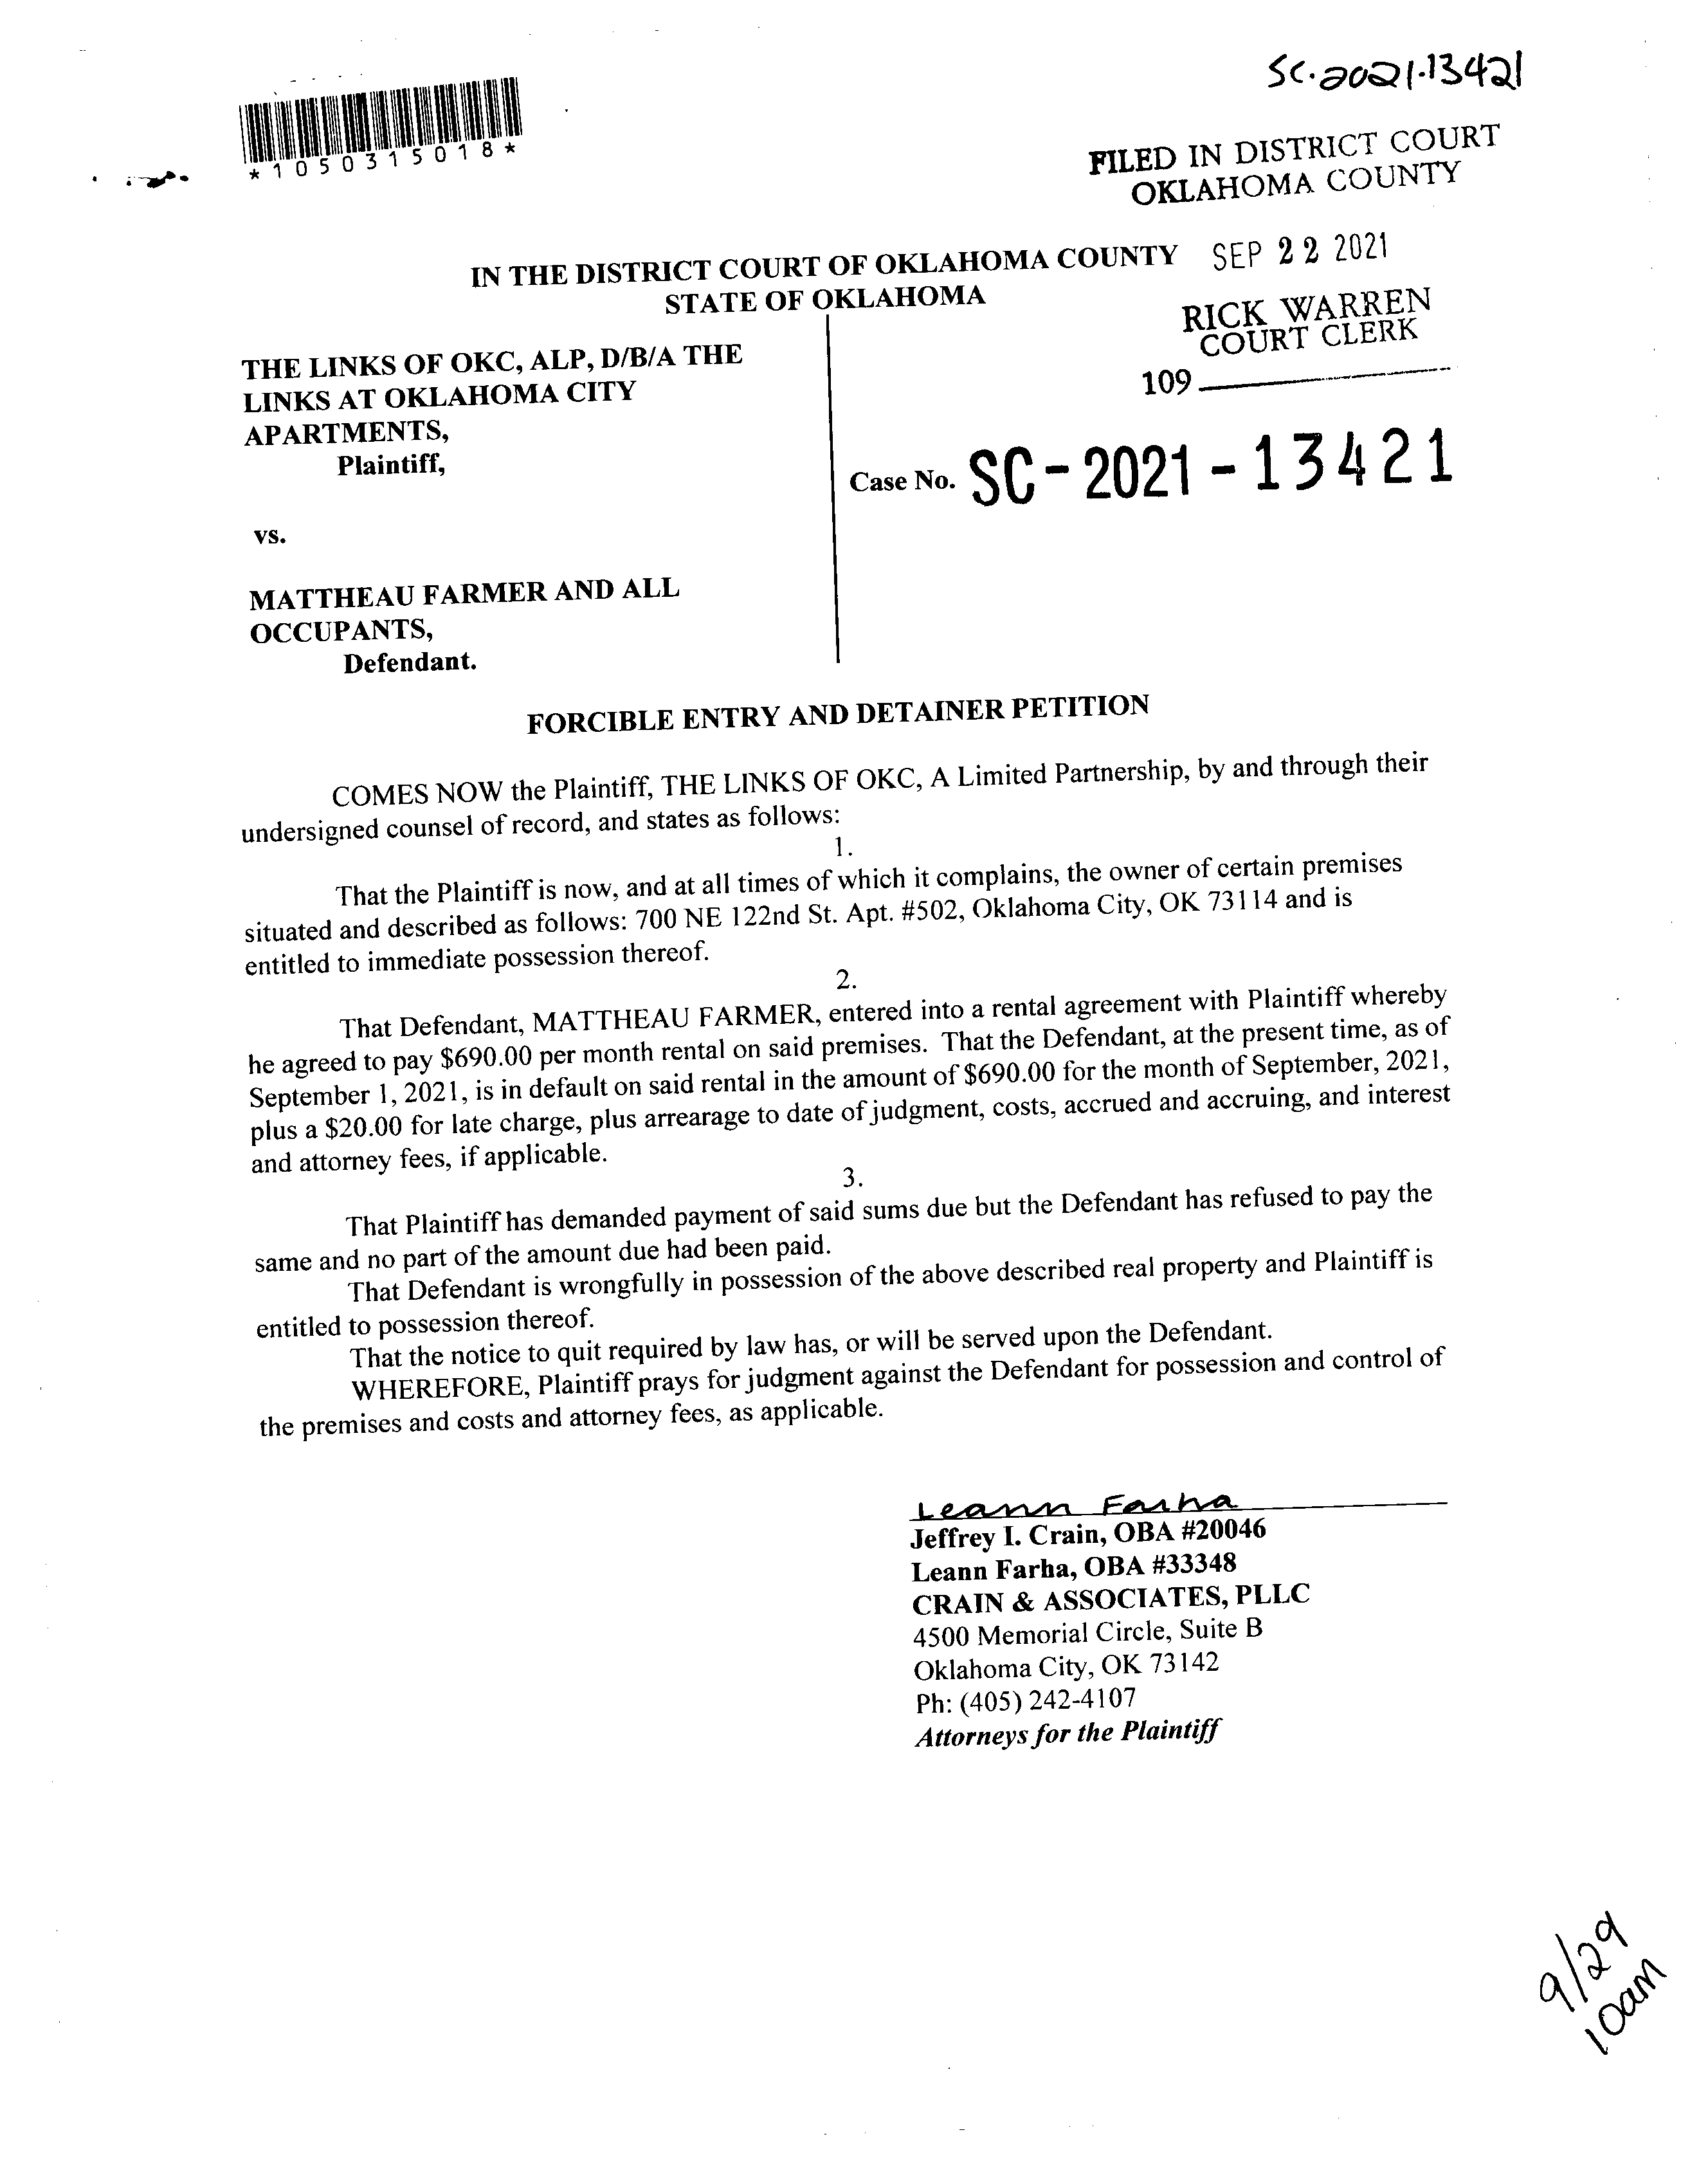 SC-2021-13421
*1050315018*
FILED IN DISTRICT COURT
OKLAHOMA COUNTY
IN THE DISTRICT COURT OF OKLAHOMA COUNTY SEP 22 2021
STATE OF OKLAHOMA
RICK WARREN
COURT CLERK
109
THE LINKS OF OKC, ALP, D/B/A THE
LINKS AT OKLAHOMA CITY
APARTMENTS,
Plaintiff,
Case No. SC-2021-13421
vs.
MATTHEAU FARMER AND ALL
OCCUPANTS,
Defendant.
FORCIBLE ENTRY AND DETAINER PETITION
COMES NOW the Plaintiff, THE LINKS OF OKC, A Limited Partnership, by and through their
undersigned counsel of record, and states as follows:
1.
That the Plaintiff is now, and at all times of which it complains, the owner of certain premises
situated and described as follows: 700 NE 122nd St. Apt. #502, Oklahoma City, OK 73114 and is
entitled to immediate possession thereof.
2.
That Defendant, MATTHEAU FARMER, entered into a rental agreement with Plaintiff whereby
he agreed to pay $690.00 per month rental on said premises. That the Defendant, at the present time, as of
September 1, 2021, is in default on said rental in the amount of $690.00 for the month of September, 2021,
plus a $20.00 for late charge, plus arrearage to date of judgment, costs, accrued and accruing, and interest
and attorney fees, if applicable.
3.
That Plaintiff has demanded payment of said sums due but the Defendant has refused to pay the
same and no part of the amount due had been paid.
That Defendant is wrongfully in possession of the above described real property and Plaintiff is
entitled to possession thereof.
That the notice to quit required by law has, or will be served upon the Defendant.
WHEREFORE, Plaintiff prays for judgment against the Defendant for possession and control of
the premises and costs and attorney fees, as applicable.
Leann Farha
Jeffrey I. Crain, OBA #20046
Leann Farha, OBA #33348
CRAIN & ASSOCIATES, PLLC
4500 Memorial Circle, Suite B
Oklahoma City, OK 73142
Ph: (405) 242-4107
Attorneys for the Plaintiff
9/29
10am